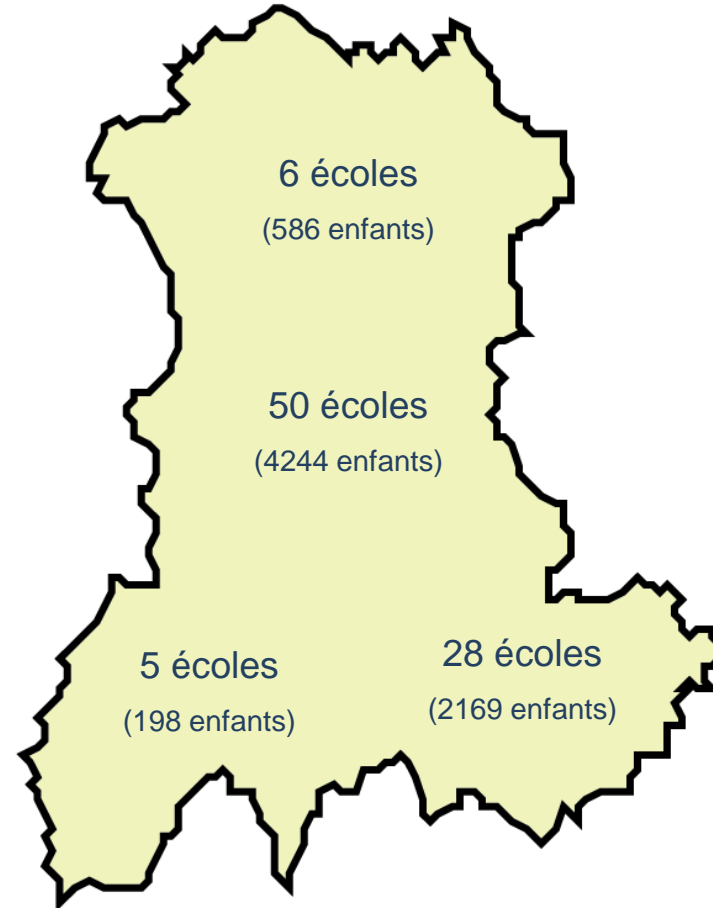 6 écoles
(586 enfants)
50 écoles
(4244 enfants)
5 écoles
(198 enfants)
28 écoles
(2169 enfants)